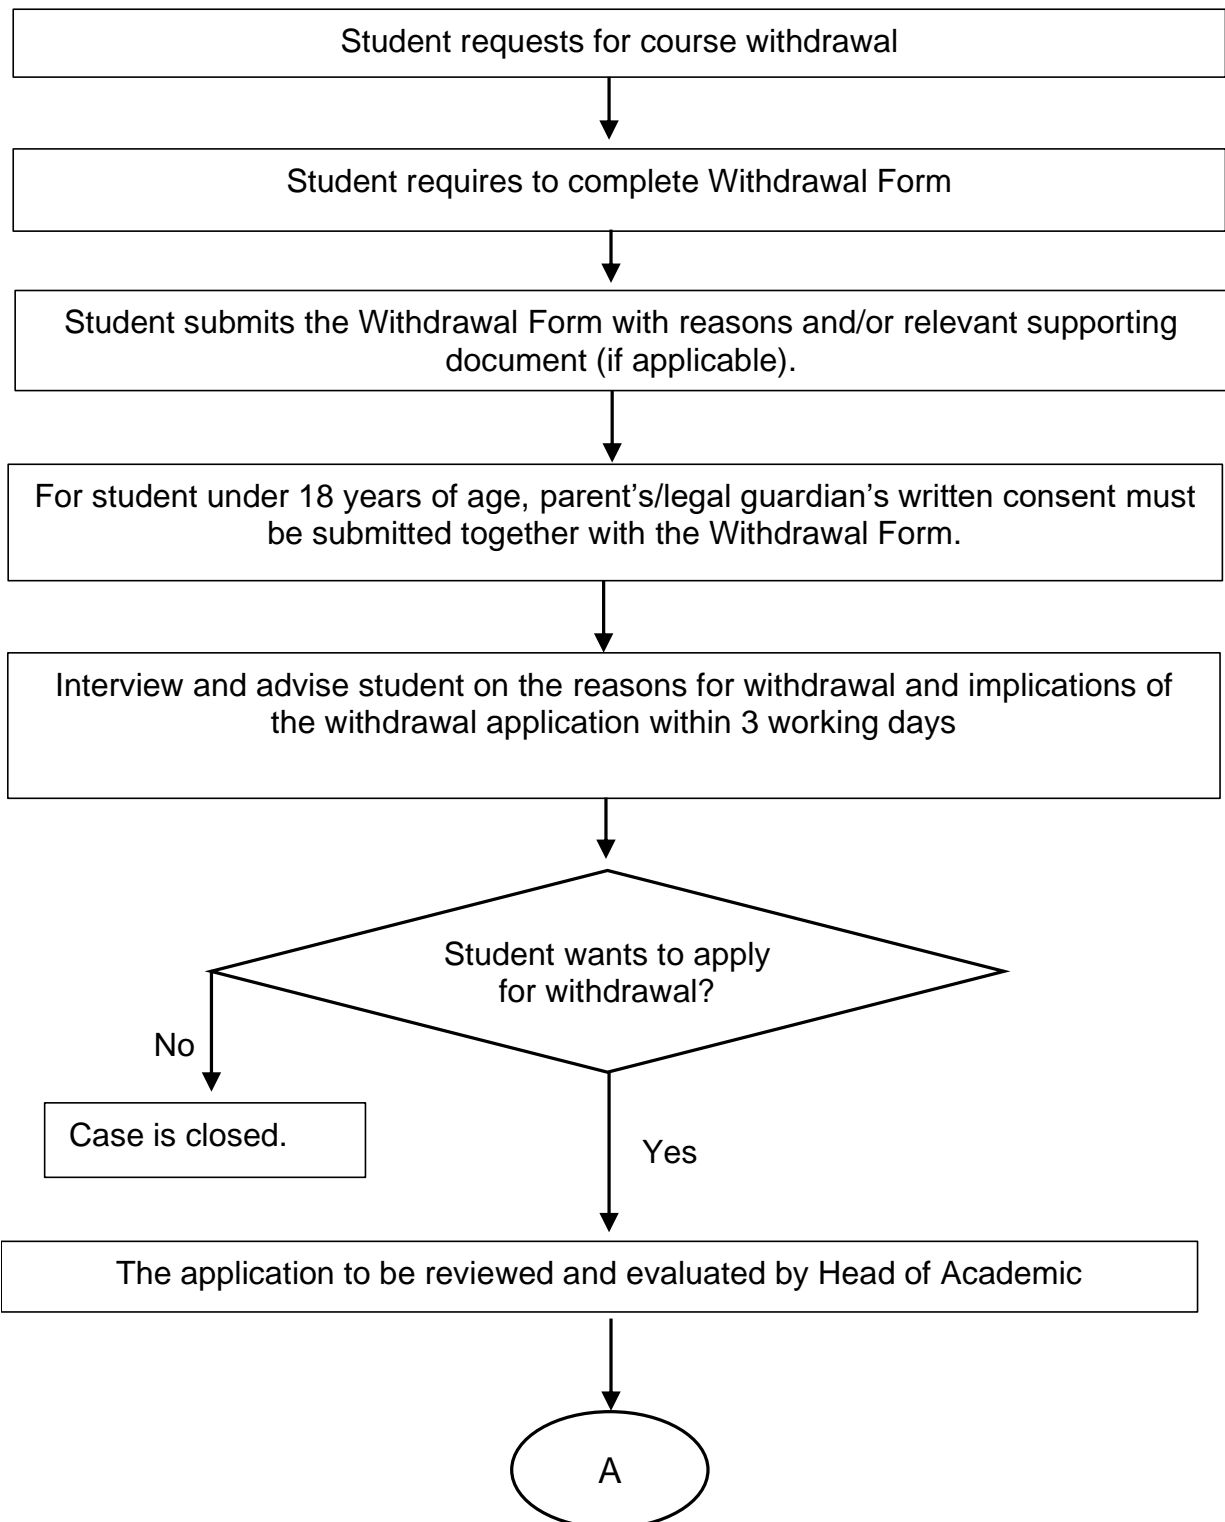 Student requests for course withdrawal
Student requires to complete Withdrawal Form
Student submits the Withdrawal Form with reasons and/or relevant supporting
document (if applicable).
For student under 18 years of age, parent’s/legal guardian’s written consent must
be submitted together with the Withdrawal Form.
Interview and advise student on the reasons for withdrawal and implications of
the withdrawal application within 3 working days
Student wants to apply
for withdrawal?
No
Case is closed.
Yes
The application to be reviewed and evaluated by Head of Academic
A